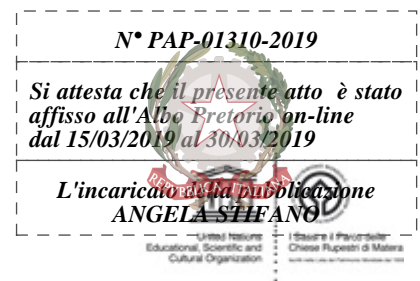 N° PAP-01310-2019
Si attesta che il presente atto è stato
affisso all'Albo Pretorio on-line
dal 15/03/2019 al 30/03/2019
L'incaricato della pubblicazione
ANGELA STIFANO
REPVBBLICA ITALIANA
United Nations
Educational, Scientific and
Cultural Organization
I Sassi e il Parco delle
Chiese Rupestri di Matera